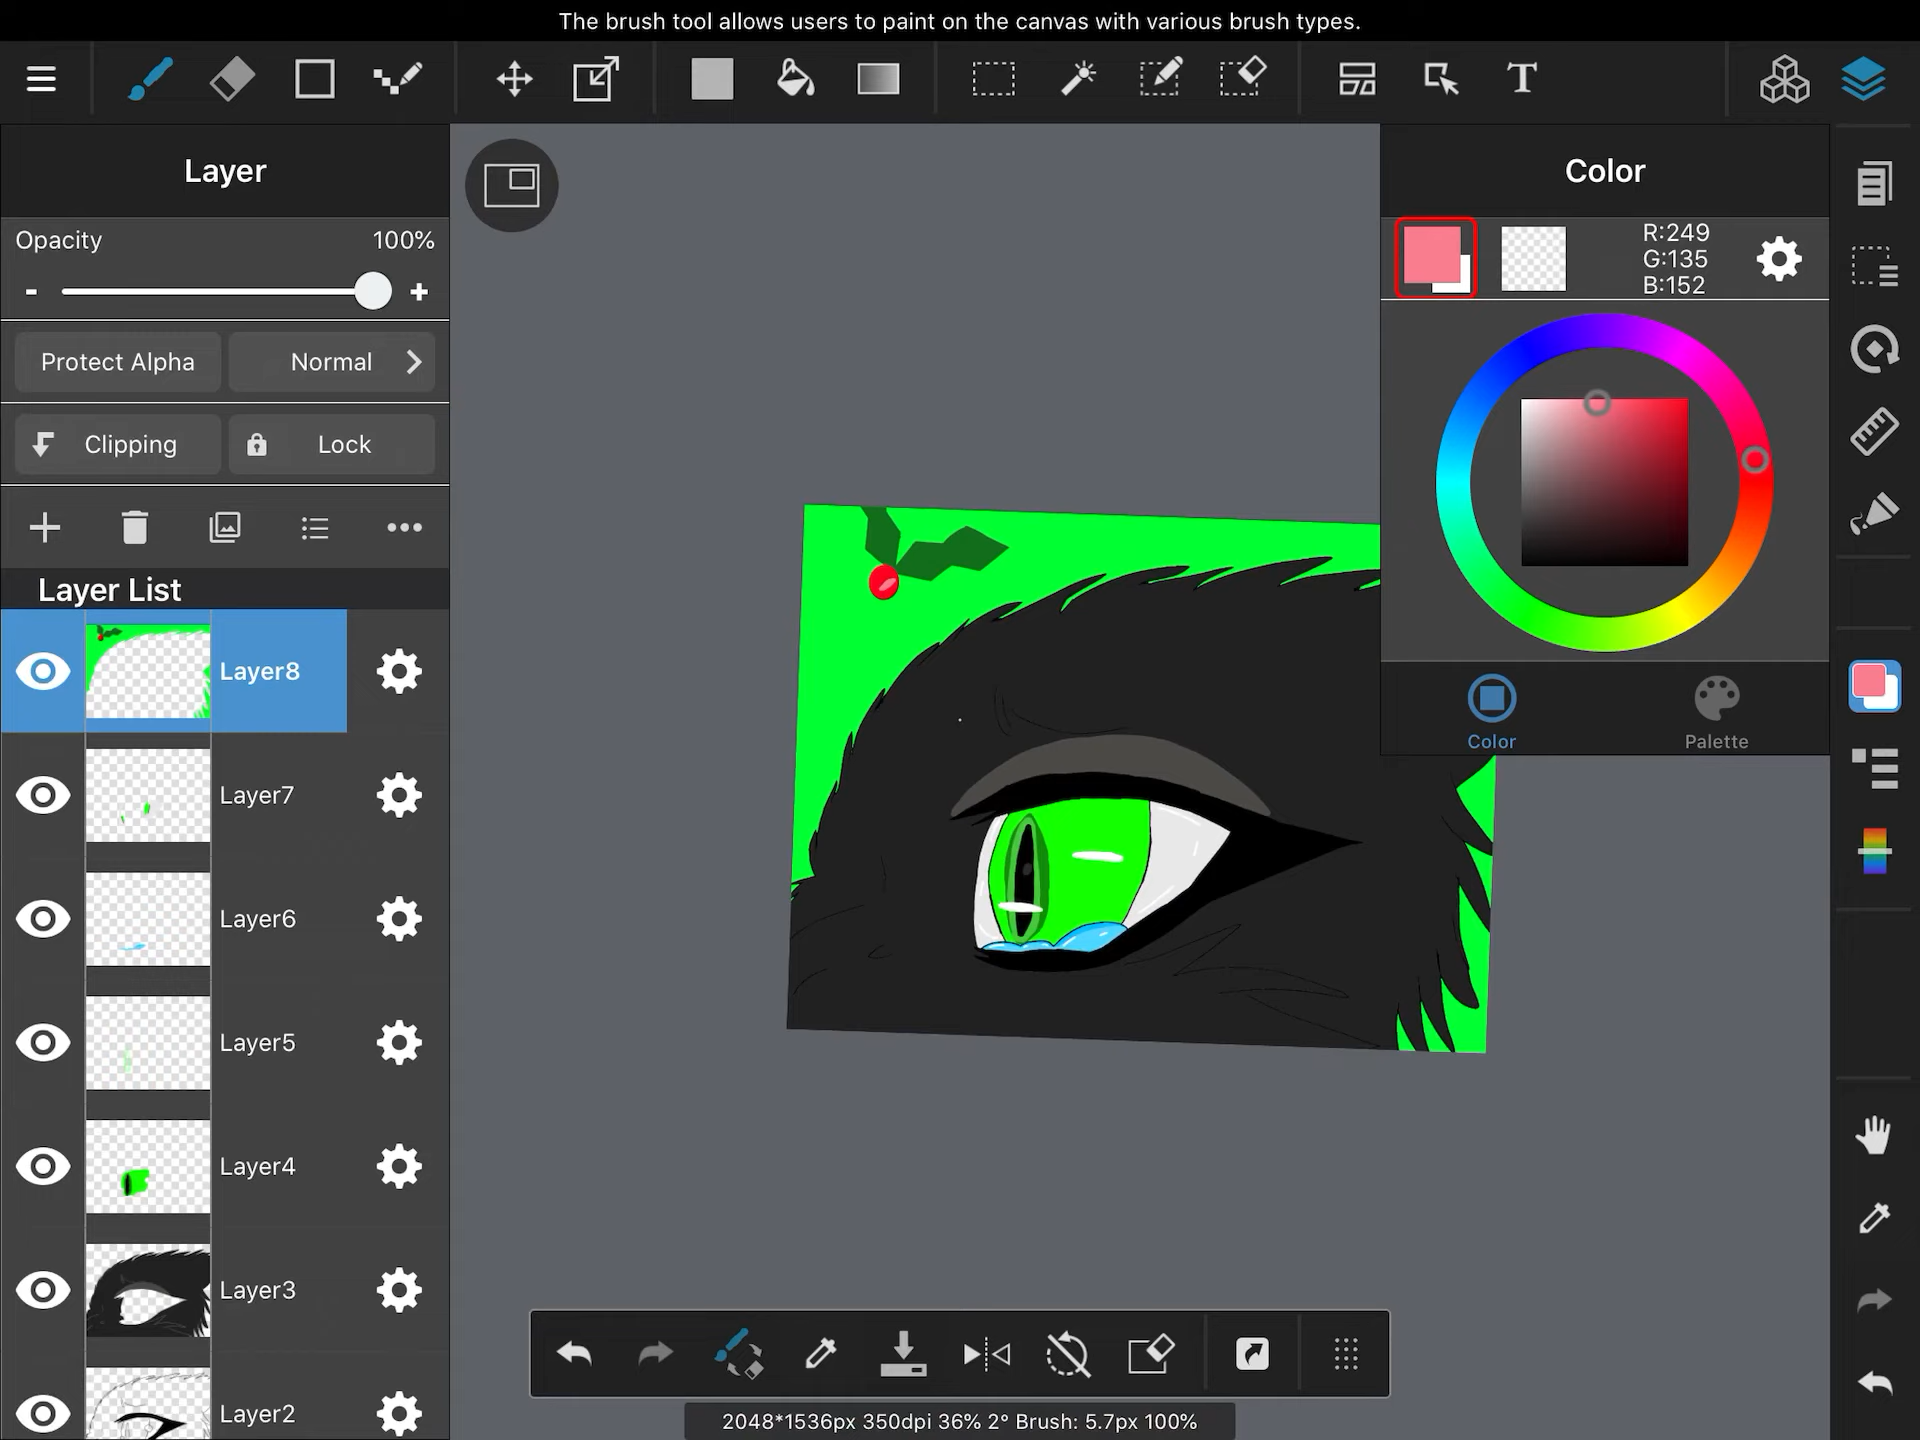 The brush tool allows users to paint on the canvas with various brush types.
T
Layer
Opacity 100%
- +
Protect Alpha Normal
Clipping Lock
Layer List
Layer8
Layer7
Layer6
Layer5
Layer4
Layer3
Layer2
Color
R:249
G:135
B:152
Color Palette
2048*1536px 350dpi 36% 2° Brush: 5.7px 100%